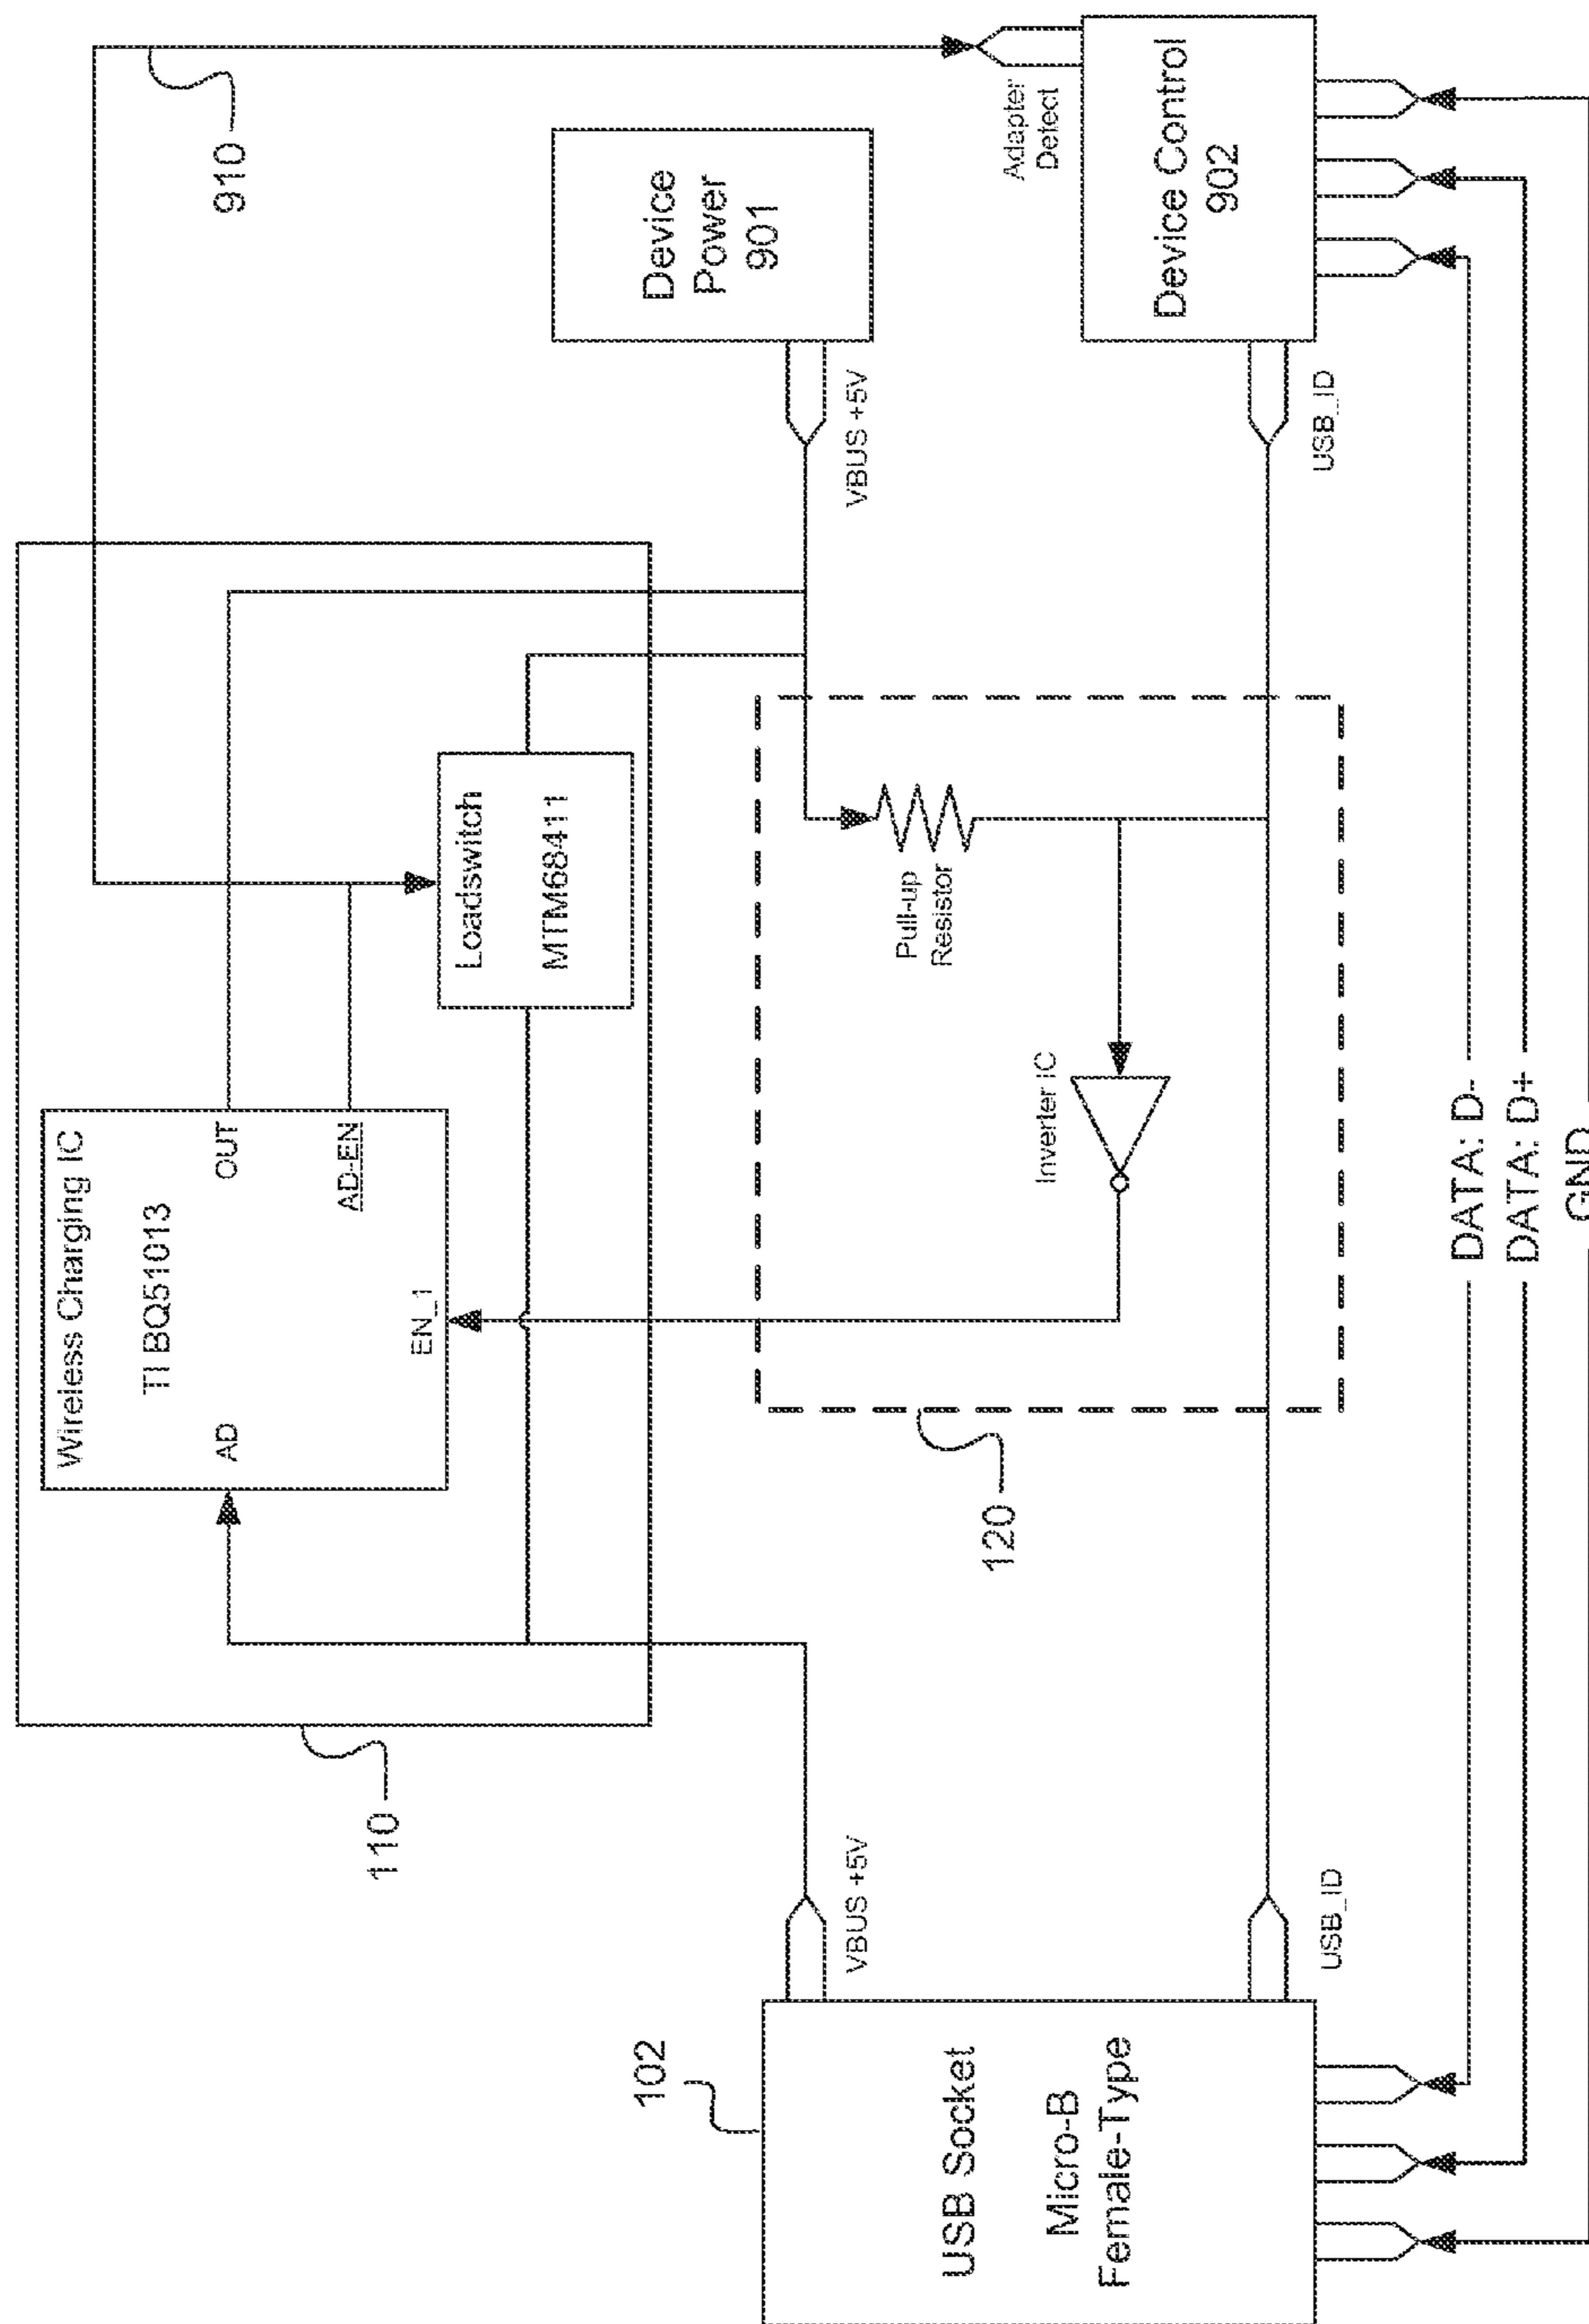 110
Wireless Charging IC
TI BQ51013
AD
OUT
AD-EN
EN_1
910
Loadswitch
MTM68411
102
VBUS +5V
VBUS +5V
Device
Power
901
120
Pull-up
Resistor
Inverter IC
USB Socket
Micro-B
Female-Type
Adapter
Detect
Device Control
902
USB_ID
USB_ID
DATA: D-
DATA: D+
GND